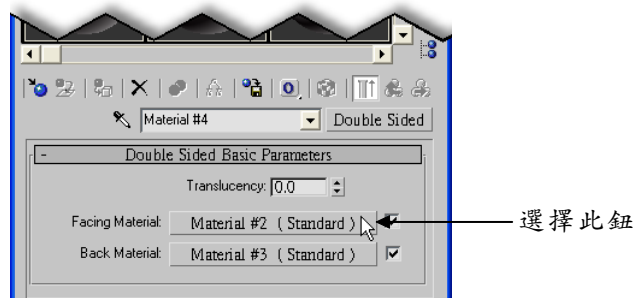 Material #4
Double Sided
- Double Sided Basic Parameters
Translucency: 0.0
Facing Material: Material #2 ( Standard )
選擇此鈕
Back Material: Material #3 ( Standard )